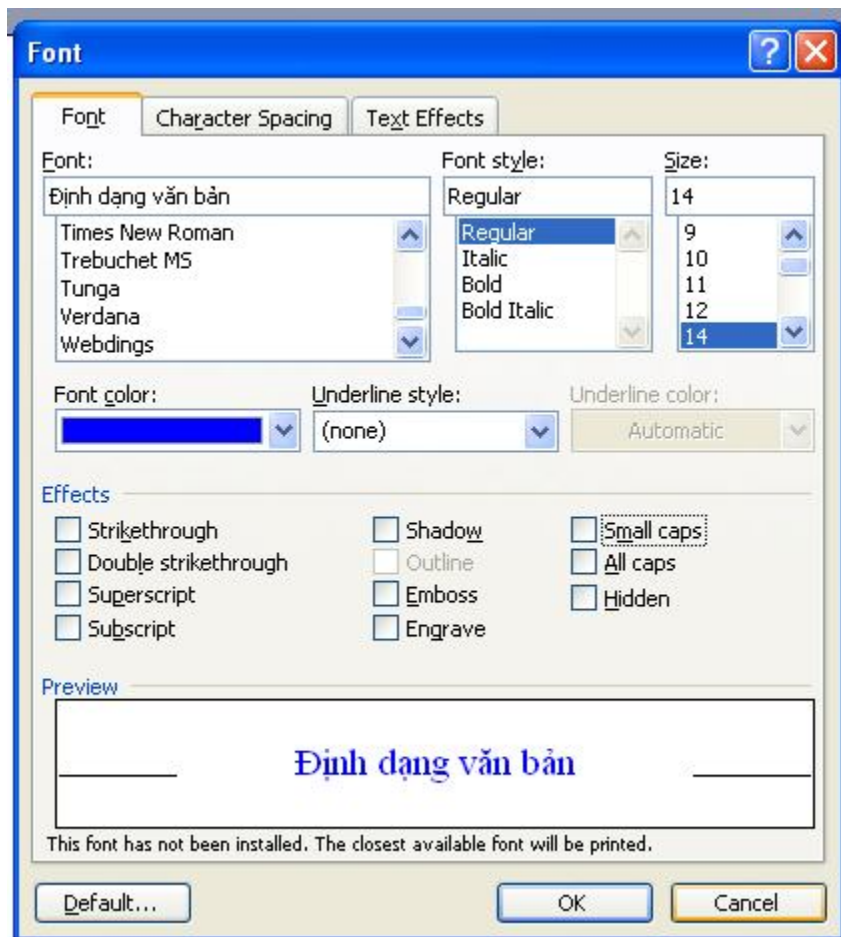 Font
Font Character Spacing Text Effects
Font: Font style: Size:
Định dạng văn bản Regular 14
Times New Roman Regular 9
Trebuchet MS Italic 10
Tunga Bold 11
Verdana Bold Italic 12
Webdings 14
Font color: Underline style: Underline color:
(none) Automatic
Effects
Strikethrough Shadow Small caps
Double strikethrough Outline All caps
Superscript Emboss Hidden
Subscript Engrave
Preview
Định dạng văn bản
This font has not been installed. The closest available font will be printed.
Default... OK Cancel